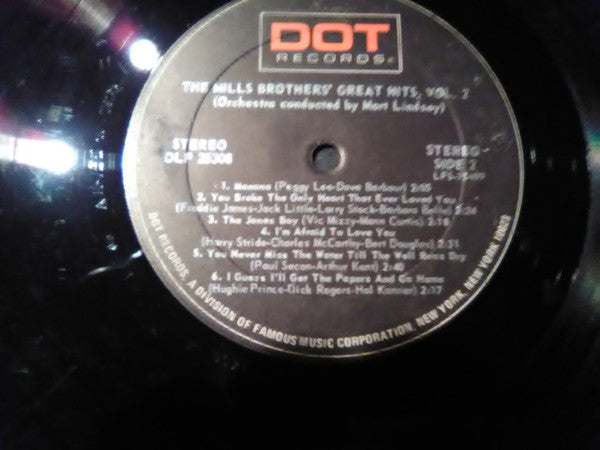 DOT
RECORDS
THE MILLS BROTHERS' GREAT HITS, VOL. 2
(Orchestra conducted by Mort Lindsey)
STEREO
DLP 25308
STEREO
SIDE 2
1. Manana (Peggy Lee-Dave Barbour) 2:05
2. You Broke The Only Heart That Ever Loved You
(Freddie James-Jack Little-Larry Stock-Barbara Belle) 2:34
3. The Jones Boy (Vic Mizzy-Mann Curtis) 2:18
4. I'm Afraid To Love You
(Harry Stride-Charles McCarthy-Bert Douglas) 2:31
5. You Never Miss The Water Till The Well Runs Dry
(Paul Secon-Arthur Kent) 2:40
6. I Guess I'll Get The Papers And Go Home
(Hughie Prince-Dick Rogers-Hal Kanner) 2:17
DOT RECORDS, A DIVISION OF FAMOUS MUSIC CORPORATION, NEW YORK, NEW YORK 10023